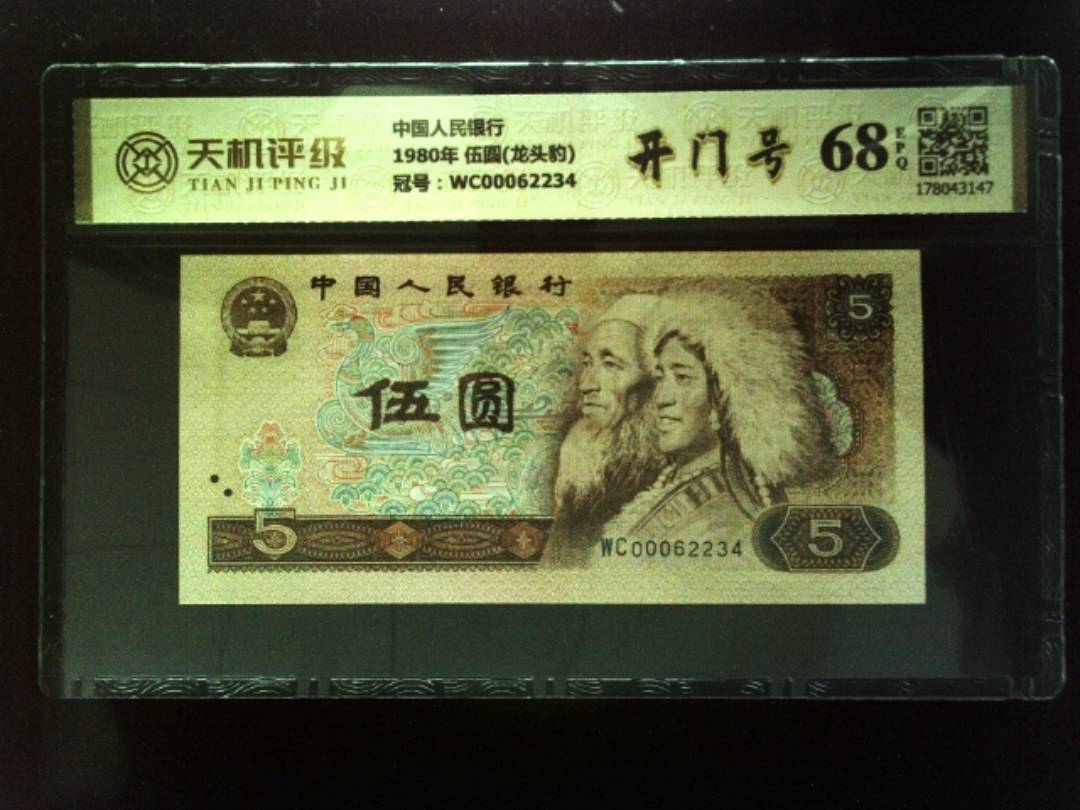 天机评级
TIAN JI PING JI
中国人民银行
1980年 伍圆(龙头豹)
冠号：WC00062234
开门号
68
EPQ
178043147
中国人民银行
5
伍圆
5
WC00062234
5